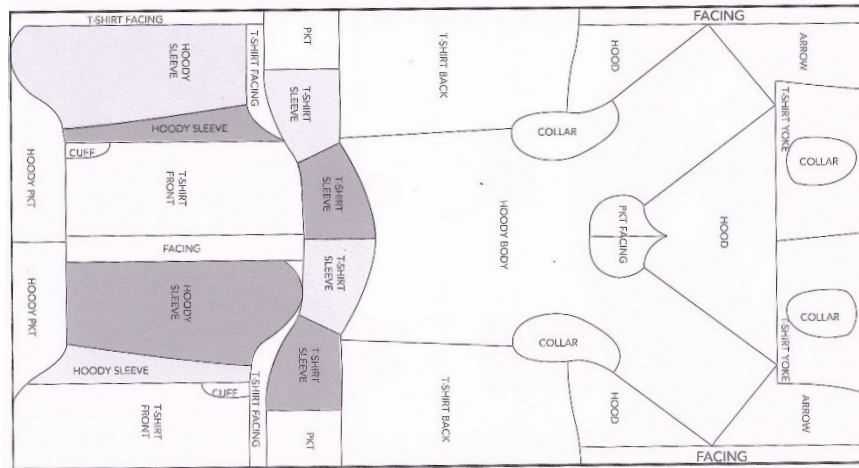 T-SHIRT FACING
FACING
HOODY
SLEEVE
T-SHIRT FACING
PKT
T-SHIRT BACK
HOOD
ARROW
T-SHIRT
SLEEVE
HOODY SLEEVE
COLLAR
T-SHIRT YOKE
COLLAR
CUFF
HOODY PKT
T-SHIRT
FRONT
T-SHIRT
SLEEVE
HOODY BODY
PKT FACING
HOOD
FACING
HOODY PKT
HOODY
SLEEVE
T-SHIRT
SLEEVE
COLLAR
COLLAR
T-SHIRT
SLEEVE
HOODY SLEEVE
CUFF
T-SHIRT FACING
T-SHIRT YOKE
T-SHIRT
FRONT
PKT
T-SHIRT BACK
HOOD
ARROW
FACING